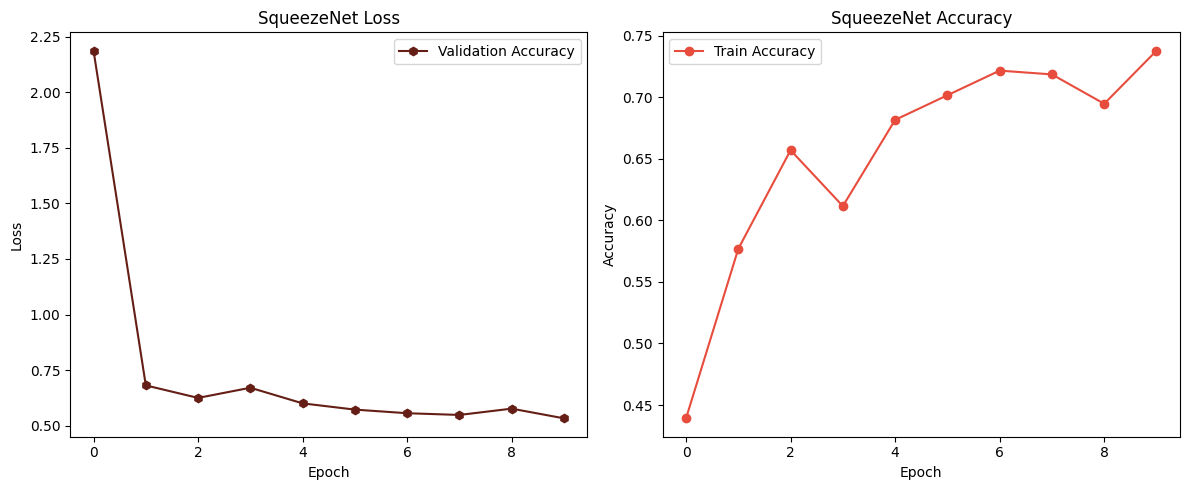 SqueezeNet Loss
Validation Accuracy
2.25
2.00
1.75
1.50
1.25
1.00
0.75
0.50
Loss
0 2 4 6 8
Epoch
SqueezeNet Accuracy
Train Accuracy
0.75
0.70
0.65
0.60
0.55
0.50
0.45
Accuracy
0 2 4 6 8
Epoch